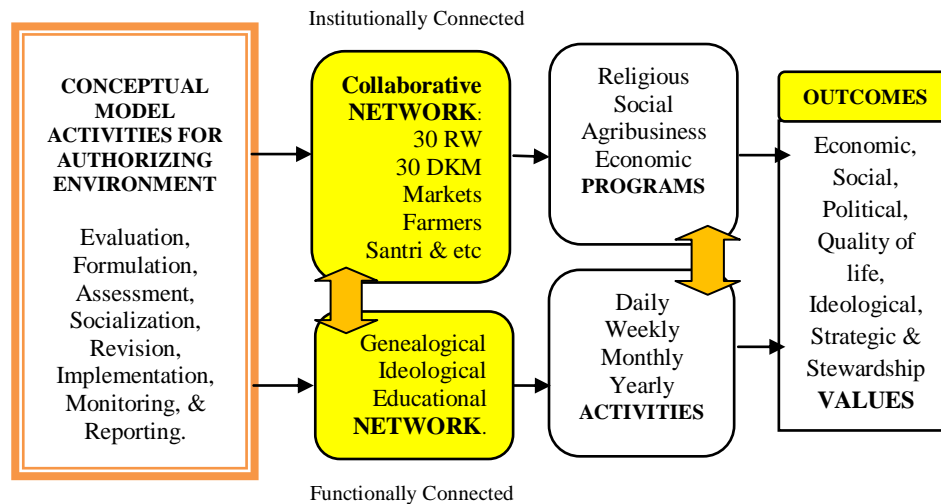 Institutionally Connected
CONCEPTUAL
MODEL
ACTIVITIES FOR
AUTHORIZING
ENVIRONMENT
Evaluation,
Formulation,
Assessment,
Socialization,
Revision,
Implementation,
Monitoring, &
Reporting.
Collaborative
NETWORK:
30 RW
30 DKM
Markets
Farmers
Santri & etc
Genealogical
Ideological
Educational
NETWORK.
Religious
Social
Agribusiness
Economic
PROGRAMS
Daily
Weekly
Monthly
Yearly
ACTIVITIES
OUTCOMES
Economic,
Social,
Political,
Quality of
life,
Ideological,
Strategic &
Stewardship
VALUES
Functionally Connected